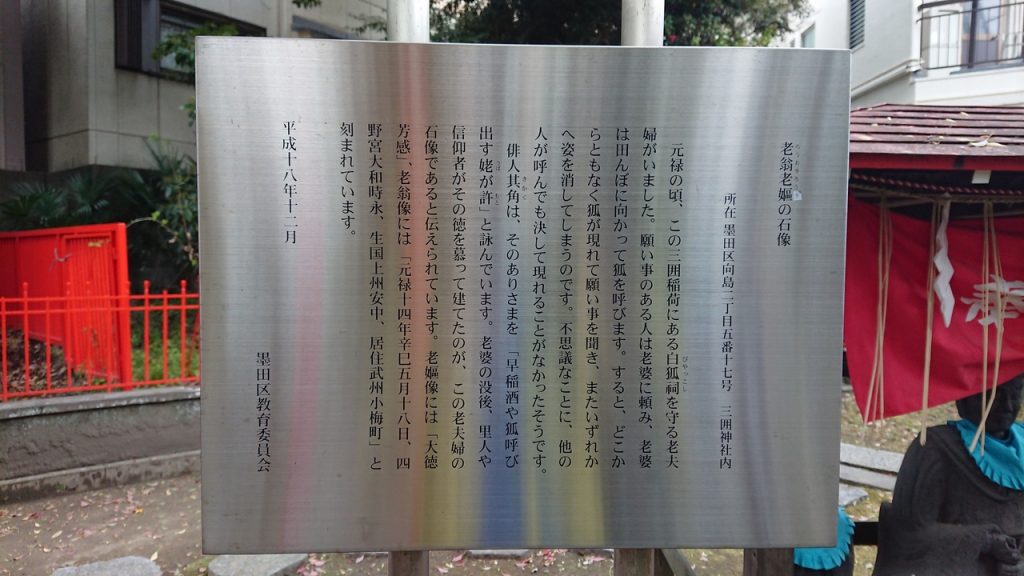 老翁老嫗の石像
所在 墨田区向島二丁目五番十七号 三囲神社内
元禄の頃、この三囲稲荷にある白狐祠を守る老夫
婦がいました。願い事のある人は老婆に頼み、老婆
は田んぼに向かって狐を呼びます。すると、どこか
らともなく狐が現れて願い事を聞き、またいずれか
へ姿を消してしまうのです。不思議なことに、他の
人が呼んでも決して現れることがなかったそうです。
俳人其角は、そのありさまを「早稲酒や狐呼び
出す姥が許」と詠んでいます。老婆の没後、里人や
信仰者がその徳を慕って建てたのが、この老夫婦の
石像であると伝えられています。老嫗像には「大徳
芳感」、老翁像には「元禄十四年辛巳五月十八日、四
野宮大和時永、生国上州安中、居住武州小梅町」と
刻まれています。
平成十八年十二月
墨田区教育委員会